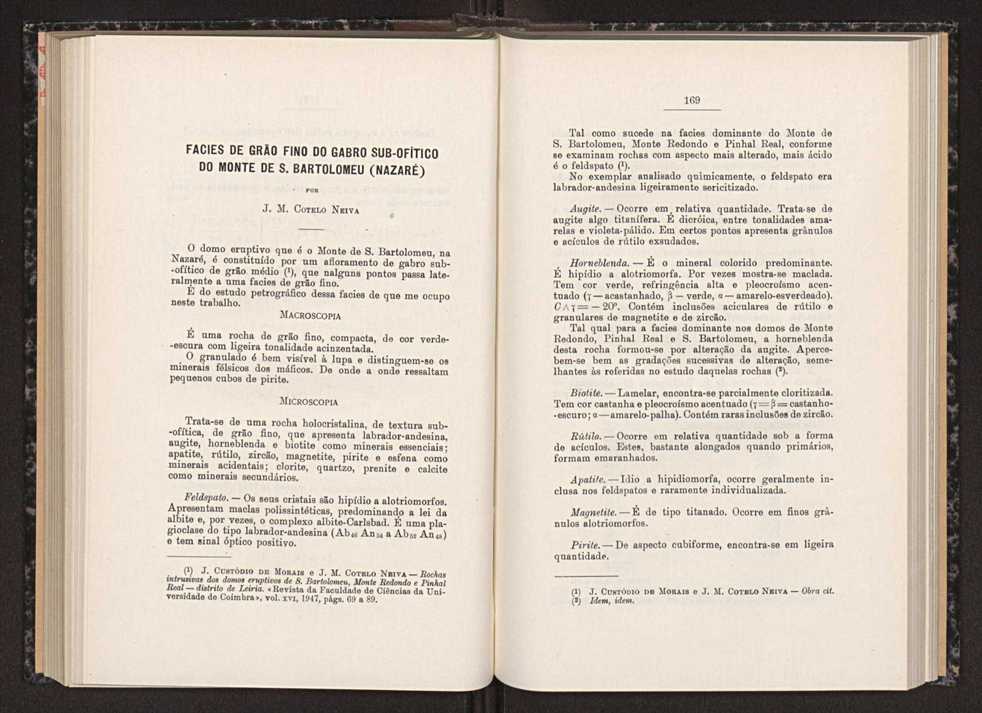 FACIES DE GRÃO FINO DO GABRO SUB-OFÍTICO
DO MONTE DE S. BARTOLOMEU (NAZARÉ)
POR
J. M. COTELO NEIVA
O domo eruptivo que é o Monte de S. Bartolomeu, na
Nazaré, é constituído por um afloramento de gabro sub-
-ofítico de grão médio (¹), que nalguns pontos passa late-
ralmente a uma facies de grão fino.
É do estudo petrográfico dessa facies de que me ocupo
neste trabalho.
MACROSCOPIA
É uma rocha de grão fino, compacta, de cor verde-
-escura com ligeira tonalidade acinzentada.
O granulado é bem visível à lupa e distinguem-se os
minerais félsicos dos máficos. De onde a onde ressaltam
pequenos cubos de pirite.
MICROSCOPIA
Trata-se de uma rocha holocristalina, de textura sub-
-ofítica, de grão fino, que apresenta labrador-andesina,
augite, horneblenda e biotite como minerais essenciais;
apatite, rútilo, zircão, magnetite, pirite e esfena como
minerais acidentais; clorite, quartzo, prenite e calcite
como minerais secundários.
Feldspato. — Os seus cristais são hipídio a alotriomorfos.
Apresentam maclas polissintéticas, predominando a lei da
albite e, por vezes, o complexo albite-Carlsbad. É uma pla-
gioclase do tipo labrador-andesina (Ab₄₆ An₅₄ a Ab₅₂ An₄₈)
e tem sinal óptico positivo.
(¹) J. CUSTÓDIO DE MORAIS e J. M. COTELO NEIVA — Rochas
intrusivas dos domos eruptivos de S. Bartolomeu, Monte Redondo e Pinhal
Real — distrito de Leiria. «Revista da Faculdade de Ciências da Uni-
versidade de Coimbra», vol. XVI, 1947, págs. 69 a 89.
169
Tal como sucede na facies dominante do Monte de
S. Bartolomeu, Monte Redondo e Pinhal Real, conforme
se examinam rochas com aspecto mais alterado, mais ácido
é o feldspato (¹).
No exemplar analisado quìmicamente, o feldspato era
labrador-andesina ligeiramente sericitizado.
Augite. — Ocorre em relativa quantidade. Trata-se de
augite algo titanífera. É dicróica, entre tonalidades ama-
relas e violeta-pálido. Em certos pontos apresenta grânulos
e acículos de rútilo exsudados.
Horneblenda. — É o mineral colorido predominante.
É hipídio a alotriomorfa. Por vezes mostra-se maclada.
Tem cor verde, refringência alta e pleocroísmo acen-
tuado (γ — acastanhado, β — verde, α — amarelo-esverdeado).
C∧γ = — 20º. Contém inclusões aciculares de rútilo e
granulares de magnetite e de zircão.
Tal qual para a facies dominante nos domos de Monte
Redondo, Pinhal Real e S. Bartolomeu, a horneblenda
desta rocha formou-se por alteração da augite. Aperce-
bem-se bem as gradações sucessivas de alteração, seme-
lhantes às referidas no estudo daquelas rochas (²).
Biotite. — Lamelar, encontra-se parcialmente cloritizada.
Tem cor castanha e pleocroísmo acentuado (γ = β = castanho-
-escuro; α — amarelo-palha). Contém raras inclusões de zircão.
Rútila. — Ocorre em relativa quantidade sob a forma
de acículos. Estes, bastante alongados quando primários,
formam emaranhados.
Apatite. — Idio a hipidiomorfa, ocorre geralmente in-
clusa nos feldspatos e raramente individualizada.
Magnetite. — É de tipo titanado. Ocorre em finos grâ-
nulos alotriomorfos.
Pirite. — De aspecto cubiforme, encontra-se em ligeira
quantidade.
(¹) J. CUSTÓDIO DE MORAIS e J. M. COTELO NEIVA — Obra cit.
(²) Idem, idem.